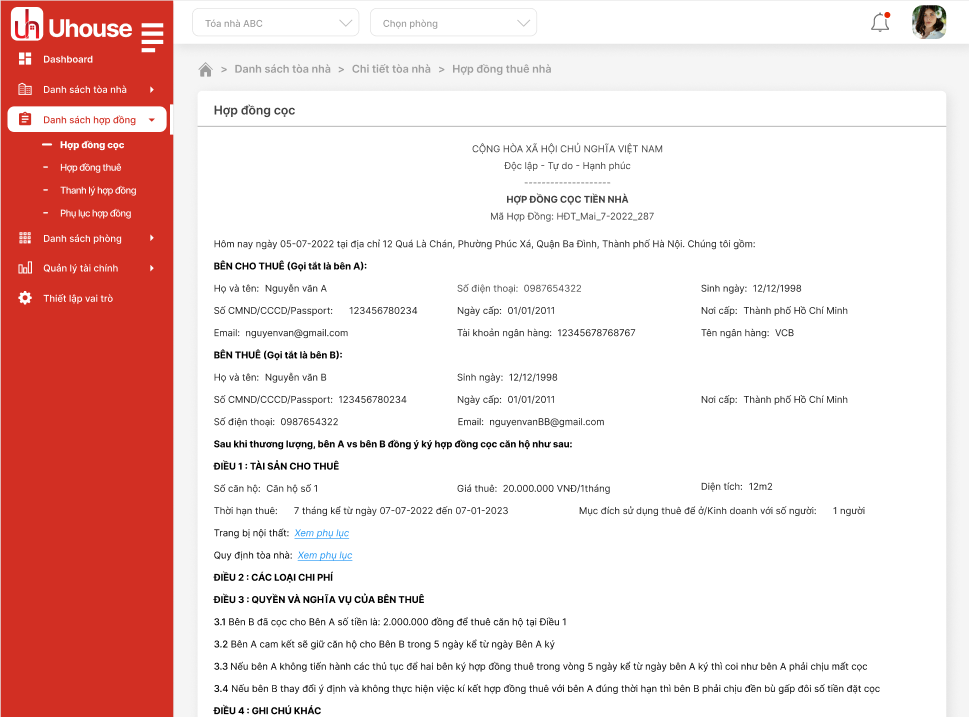 Uhouse
Tóa nhà ABC
Chọn phòng
Dashboard
Danh sách tòa nhà
Danh sách hợp đồng
Hợp đồng cọc
Hợp đồng thuê
Thanh lý hợp đồng
Phụ lục hợp đồng
Danh sách phòng
Quản lý tài chính
Thiết lập vai trò
> Danh sách tòa nhà > Chi tiết tòa nhà > Hợp đồng thuê nhà
Hợp đồng cọc
CỘNG HÒA XÃ HỘI CHỦ NGHĨA VIỆT NAM
Độc lập - Tự do - Hạnh phúc
--------------------
HỢP ĐỒNG CỌC TIỀN NHÀ
Mã Hợp Đồng: HĐT_Mai_7-2022_287
Hôm nay ngày 05-07-2022 tại địa chỉ 12 Quá Là Chán, Phường Phúc Xá, Quận Ba Đình, Thành phố Hà Nội. Chúng tôi gồm:
BÊN CHO THUÊ (Gọi tắt là bên A):
Họ và tên: Nguyễn văn A Số điện thoại: 0987654322 Sinh ngày: 12/12/1998
Số CMND/CCCD/Passport: 123456780234 Ngày cấp: 01/01/2011 Nơi cấp: Thành phố Hồ Chí Minh
Email: nguyenvan@gmail.com Tài khoản ngân hàng: 12345678768767 Tên ngân hàng: VCB
BÊN THUÊ (Gọi tắt là bên B):
Họ và tên: Nguyễn văn B Sinh ngày: 12/12/1998
Số CMND/CCCD/Passport: 123456780234 Ngày cấp: 01/01/2011 Nơi cấp: Thành phố Hồ Chí Minh
Số điện thoại: 0987654322 Email: nguyenvanBB@gmail.com
Sau khi thương lượng, bên A vs bên B đồng ý ký hợp đồng cọc căn hộ như sau:
ĐIỀU 1 : TÀI SẢN CHO THUÊ
Số căn hộ: Căn hộ số 1 Giá thuê: 20.000.000 VNĐ/1tháng Diện tích: 12m2
Thời hạn thuê: 7 tháng kể từ ngày 07-07-2022 đến 07-01-2023 Mục đích sử dụng thuê để ở/Kinh doanh với số người: 1 người
Trang bị nội thất: Xem phụ lục
Quy định tòa nhà: Xem phụ lục
ĐIỀU 2 : CÁC LOẠI CHI PHÍ
ĐIỀU 3 : QUYỀN VÀ NGHĨA VỤ CỦA BÊN THUÊ
3.1 Bên B đã cọc cho Bên A số tiền là: 2.000.000 đồng để thuê căn hộ tại Điều 1
3.2 Bên A cam kết sẽ giữ căn hộ cho Bên B trong 5 ngày kể từ ngày Bên A ký
3.3 Nếu bên A không tiến hành các thủ tục để hai bên ký hợp đồng thuê trong vòng 5 ngày kể từ ngày bên A ký thì coi như bên A phải chịu mất cọc
3.4 Nếu bên B thay đổi ý định và không thực hiện việc kí kết hợp đồng thuê với bên A đúng thời hạn thì bên B phải chịu đền bù gấp đôi số tiền đặt cọc
ĐIỀU 4 : GHI CHÚ KHÁC